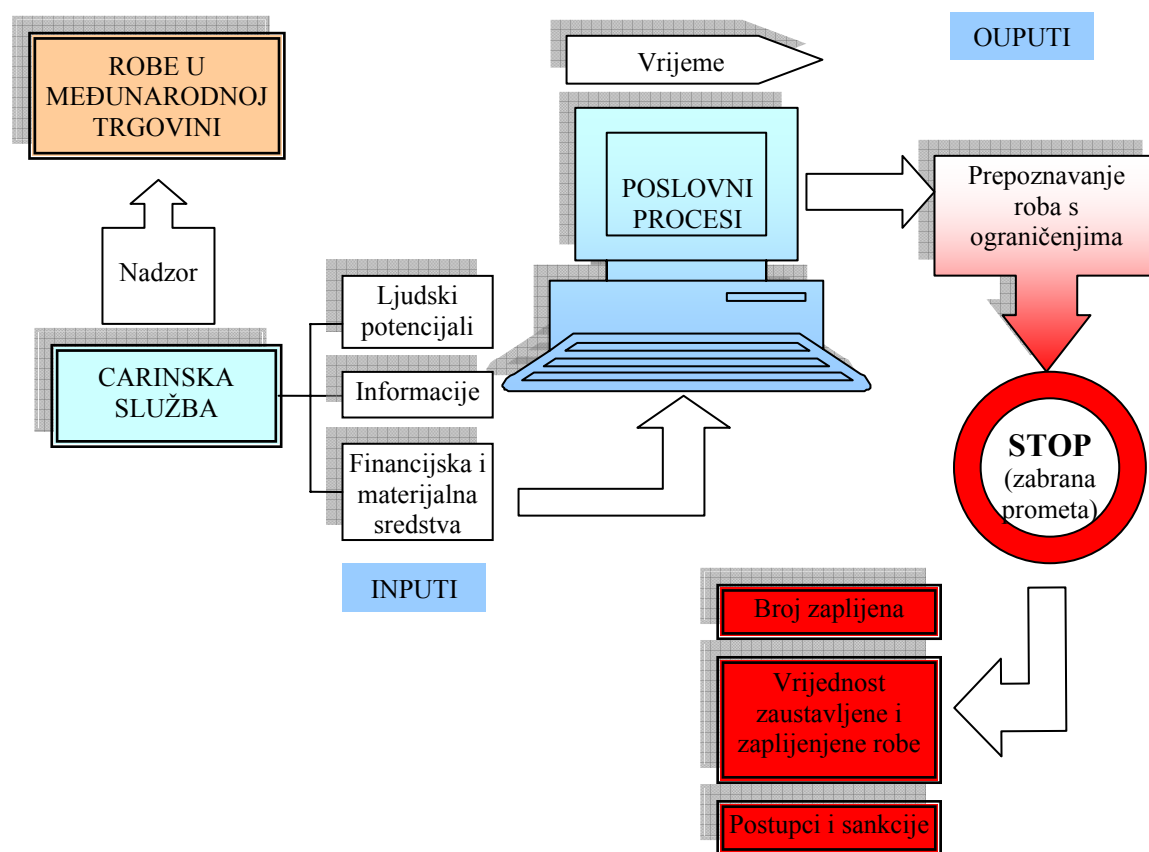 ROBE U
MEĐUNARODNOJ
TRGOVINI
Vrijeme
OUPUTI
POSLOVNI
PROCESI
Prepoznavanje
roba s
ograničenjima
Nadzor
Ljudski
potencijali
CARINSKA
SLUŽBA
Informacije
Financijska i
materijalna
sredstva
STOP
(zabrana
prometa)
INPUTI
Broj zaplijena
Vrijednost
zaustavljene i
zaplijenjene robe
Postupci i sankcije